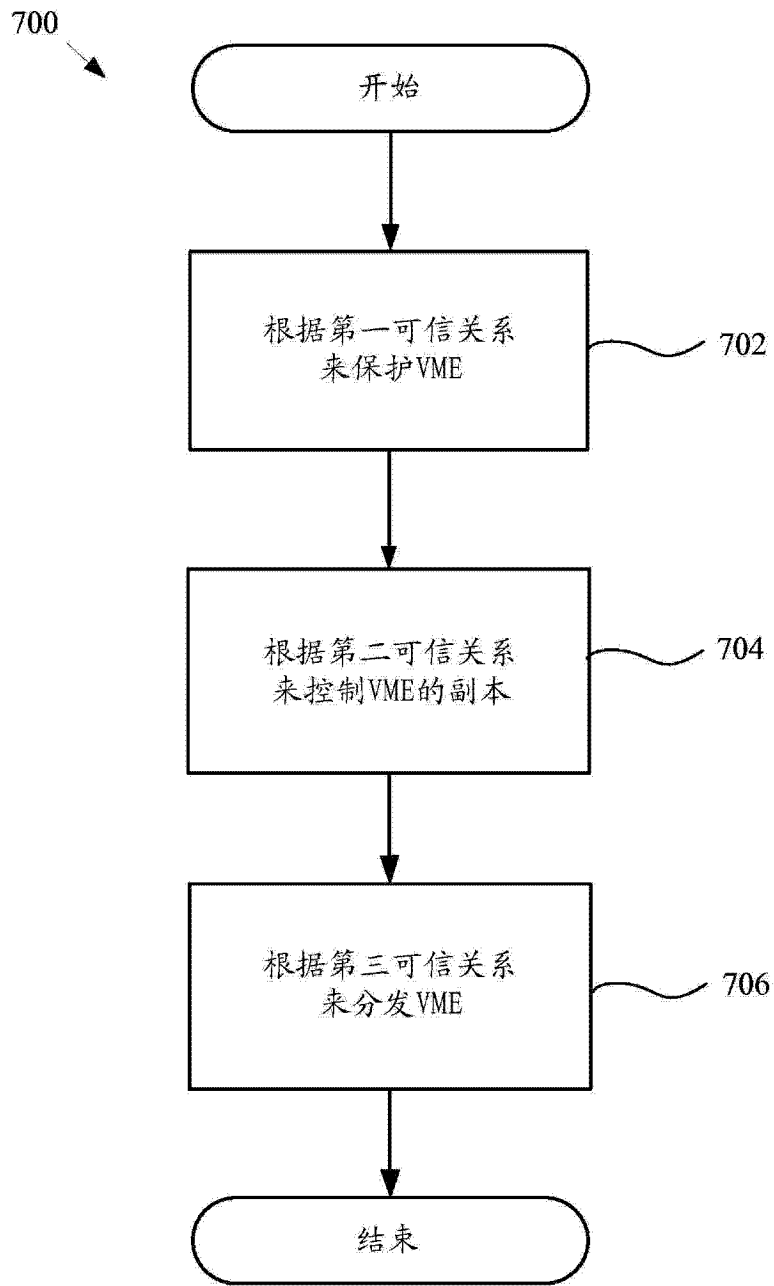 700
开始
根据第一可信关系
来保护VME
702
根据第二可信关系
来控制VME的副本
704
根据第三可信关系
来分发VME
706
结束